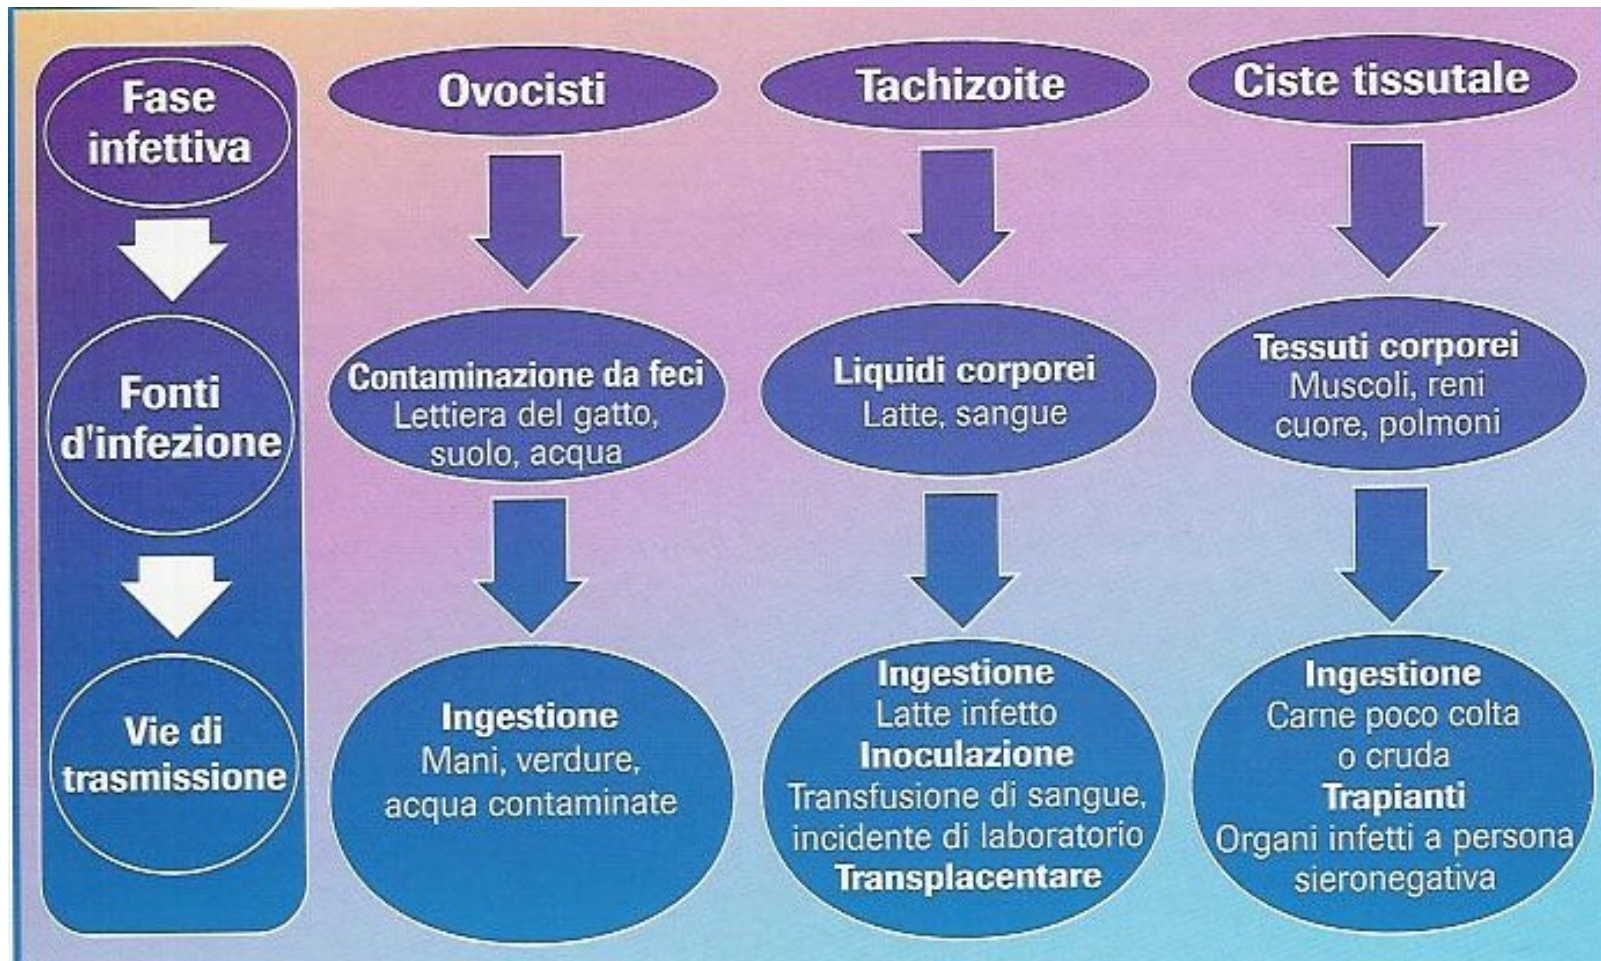 Fase
infettiva
Ovocisti
Tachizoite
Ciste tissutale
Fonti
d'infezione
Contaminazione da feci
Lettiera del gatto,
suolo, acqua
Liquidi corporei
Latte, sangue
Tessuti corporei
Muscoli, reni
cuore, polmoni
Vie di
trasmissione
Ingestione
Mani, verdure,
acqua contaminate
Ingestione
Latte infetto
Inoculazione
Transfusione di sangue,
incidente di laboratorio
Transplacentare
Ingestione
Carne poco colta
o cruda
Trapianti
Organi infetti a persona
sieronegativa